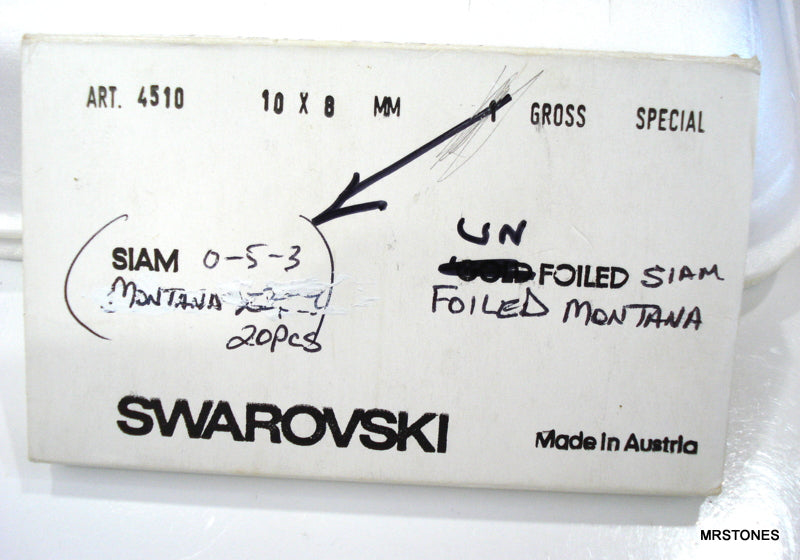 ART. 4510 10 X 8 MM 1 GROSS SPECIAL
UN
SIAM 0-5-3 FOILED SIAM
MONTANA FOILED MONTANA
20PCS
SWAROVSKI Made in Austria
MRSTONES